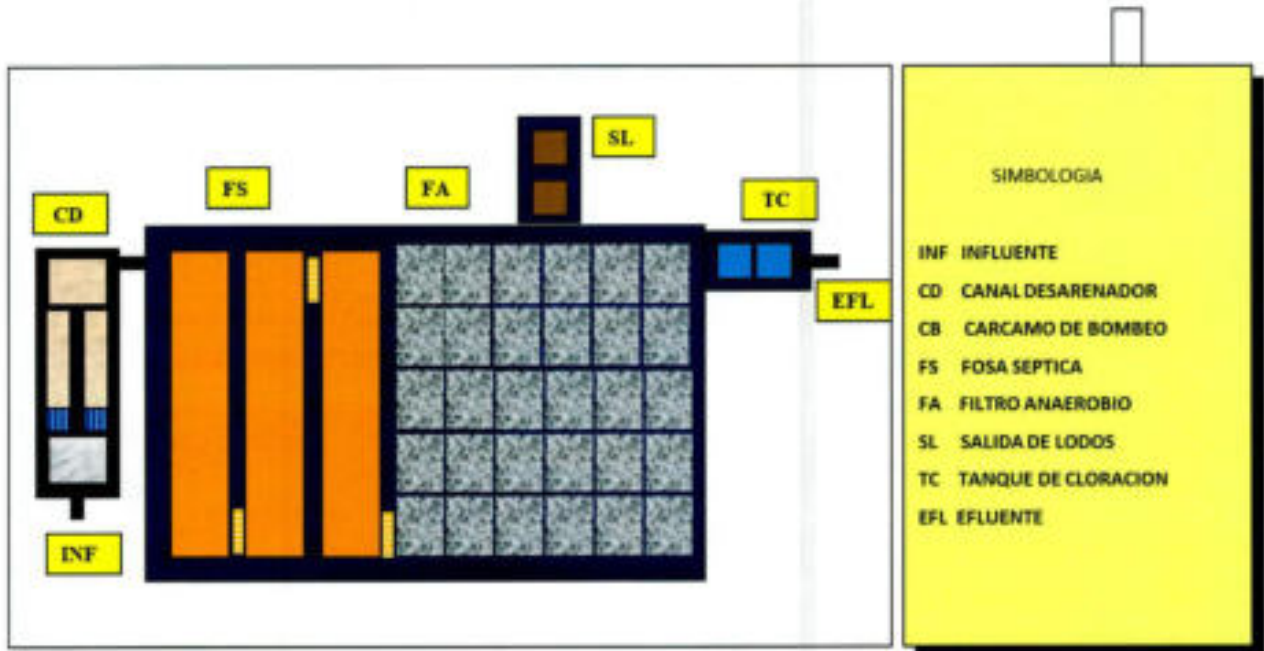 SL
FS
FA
TC
CD
EFL
INF
SIMBOLOGIA
INF INFLUENTE
CD CANAL DESARENADOR
CB CARCAMO DE BOMBEO
FS FOSA SEPTICA
FA FILTRO ANAEROBIO
SL SALIDA DE LODOS
TC TANQUE DE CLORACION
EFL EFLUENTE